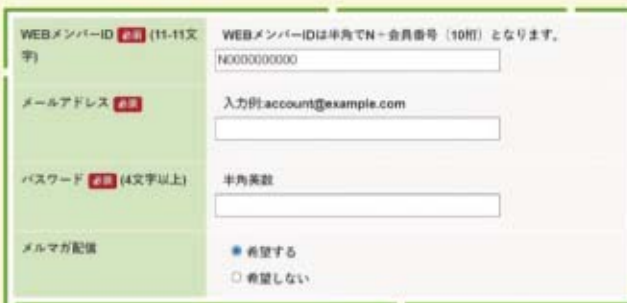 WEBメンバーID 必須 (11-11文字)
WEBメンバーIDは半角でN+会員番号（10桁）となります。
N0000000000
メールアドレス 必須
入力例:account@example.com
パスワード 必須 (4文字以上)
半角英数
メルマガ配信
希望する
希望しない